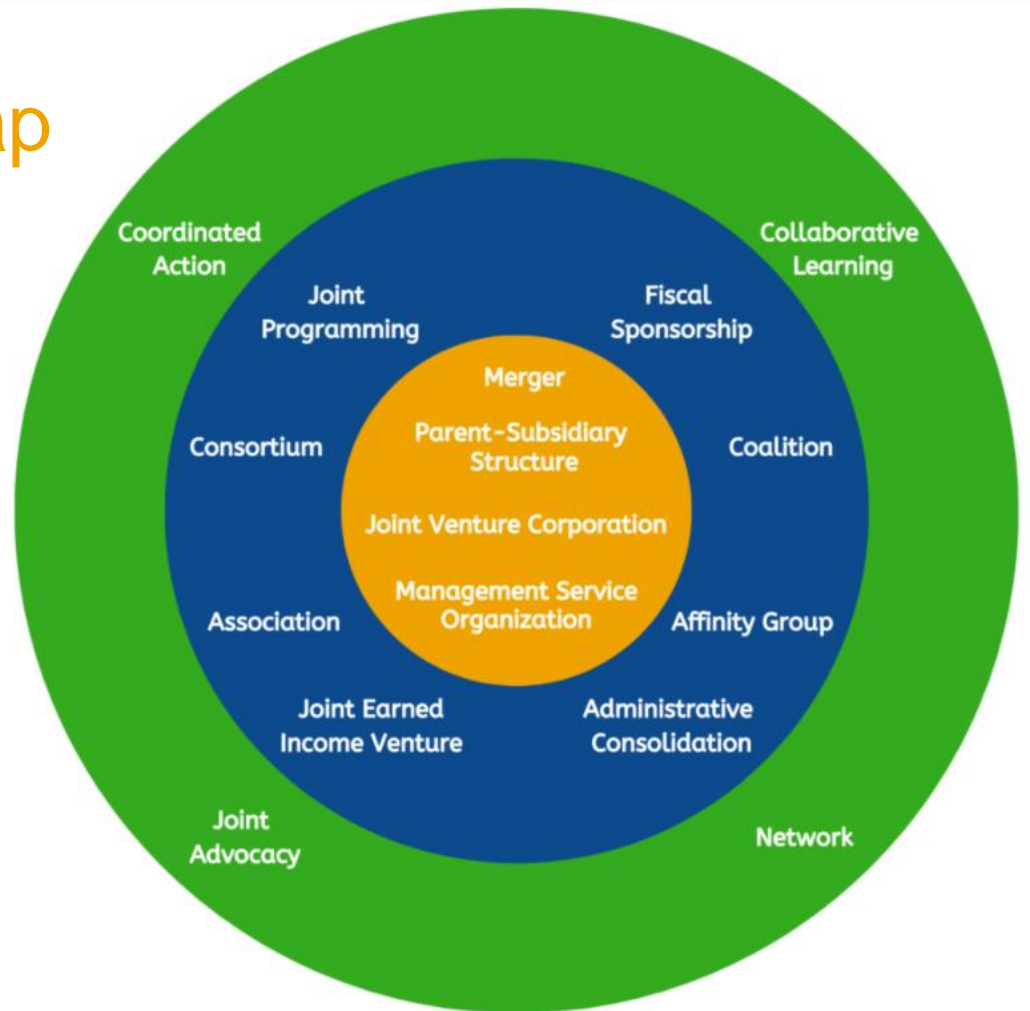 ap
Coordinated
Action
Collaborative
Learning
Joint
Programming
Fiscal
Sponsorship
Merger
Parent-Subsidiary
Structure
Consortium
Coalition
Joint Venture Corporation
Management Service
Organization
Association
Affinity Group
Joint Earned
Income Venture
Administrative
Consolidation
Joint
Advocacy
Network